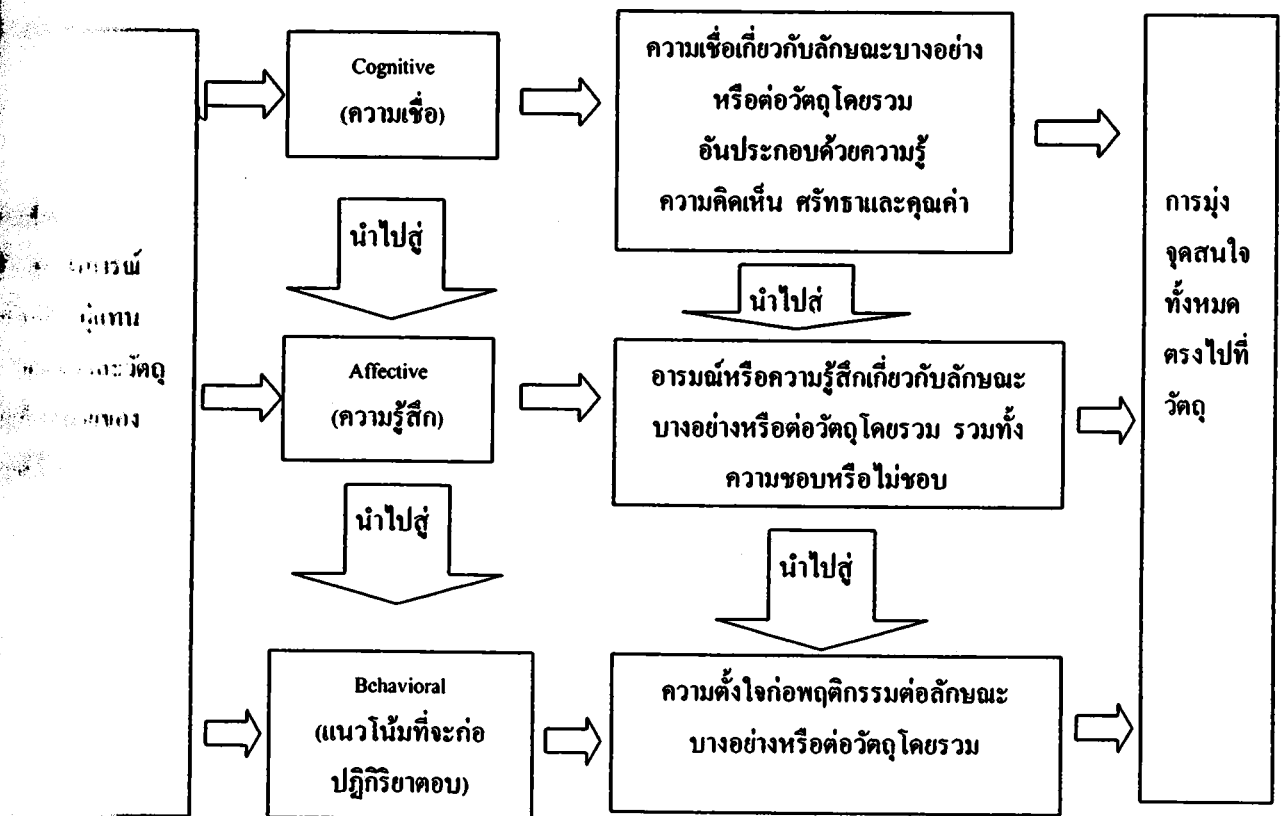 Cognitive
(ความเชื่อ)
ความเชื่อเกี่ยวกับลักษณะบางอย่าง
หรือต่อวัตถุโดยรวม
อันประกอบด้วยความรู้
ความคิดเห็น ศรัทธาและคุณค่า
นำไปสู่
นำไปสู่
วัตถุ
Affective
(ความรู้สึก)
อารมณ์หรือความรู้สึกเกี่ยวกับลักษณะ
บางอย่างหรือต่อวัตถุโดยรวม รวมทั้ง
ความชอบหรือไม่ชอบ
นำไปสู่
นำไปสู่
Behavioral
(แนวโน้มที่จะก่อ
ปฏิกิริยาตอบ)
ความตั้งใจก่อพฤติกรรมต่อลักษณะ
บางอย่างหรือต่อวัตถุโดยรวม
การมุ่ง
จุดสนใจ
ทั้งหมด
ตรงไปที่
วัตถุ